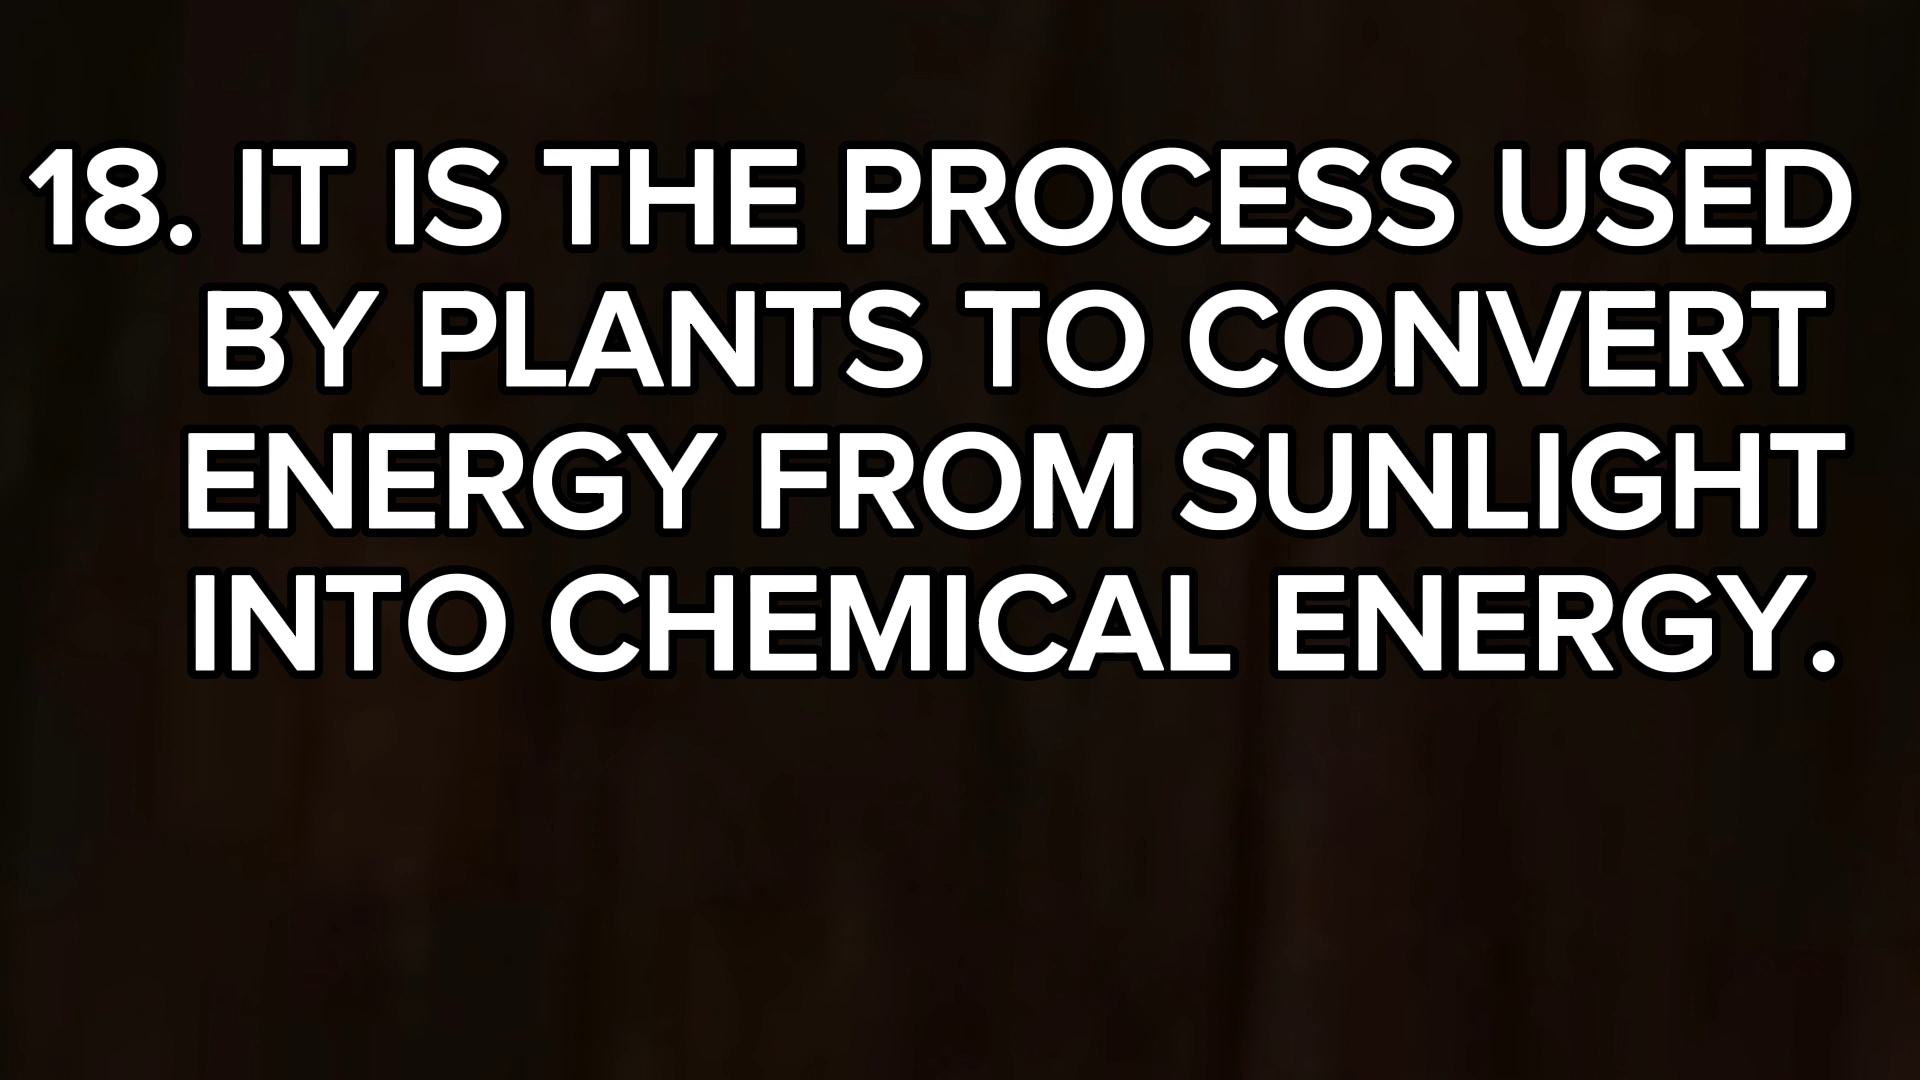 18. IT IS THE PROCESS USED
BY PLANTS TO CONVERT
ENERGY FROM SUNLIGHT
INTO CHEMICAL ENERGY.